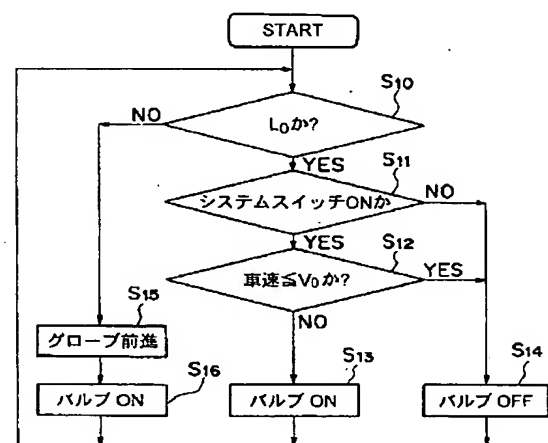 START
S10
NO
L0か?
YES
S11
システムスイッチONか
NO
YES
S12
車速≦V0か?
YES
NO
S15
グローブ前進
S16
バルブ ON
S13
バルブ ON
S14
バルブ OFF